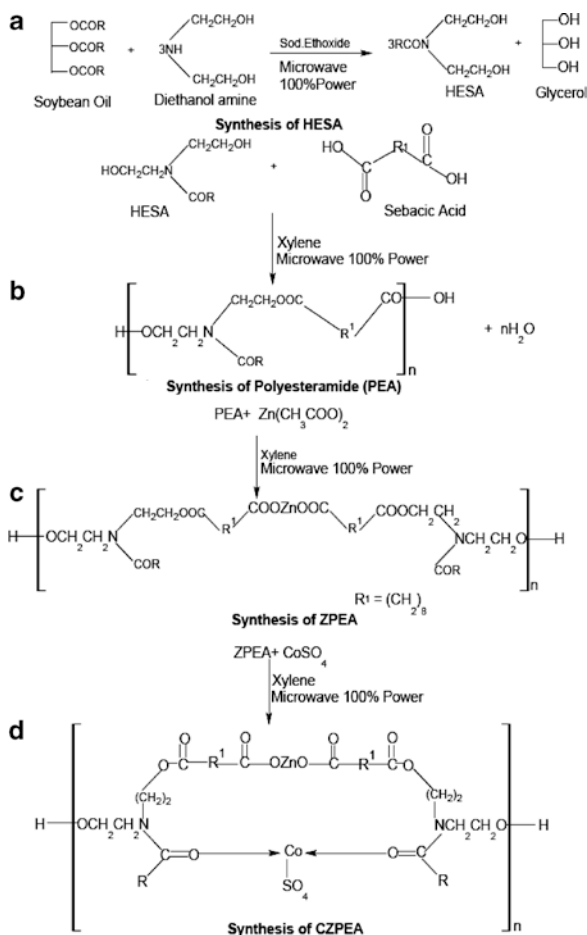 a
OCOR
OCOR
OCOR
Soybean Oil
+
CH₂CH₂OH
3NH
CH₂CH₂OH
Diethanol amine
Sod.Ethoxide
Microwave
100%Power
CH₂CH₂OH
3RCON
CH₂CH₂OH
HESA
+
OH
OH
OH
Glycerol
Synthesis of HESA
CH₂CH₂OH
HOCH₂CH₂N
COR
HESA
+
O
HO
R1
C
C
OH
O
Sebacic Acid
Xylene
Microwave 100% Power
b
CH₂CH₂OOC
CO
OH
H
OCH₂CH₂N
R¹
COR
n
+ nH₂O
Synthesis of Polyesteramide (PEA)
PEA+ Zn(CH₃COO)₂
Xylene
Microwave 100% Power
c
CH₂CH₂OOC
COOZnOOC
COOCH₂CH₂
R¹
R¹
H
OCH₂CH₂N
NCH₂CH₂O
H
COR
COR
n
R¹ = (CH₂)₈
Synthesis of ZPEA
ZPEA+ CoSO₄
Xylene
Microwave 100% Power
d
O O O O
O C R¹ C OZnO C R¹ C O
(CH₂)₂
(CH₂)₂
H
OCH₂CH₂N
NCH₂CH₂O
H
C=O
Co
O=C
R
SO₄
R
n
Synthesis of CZPEA